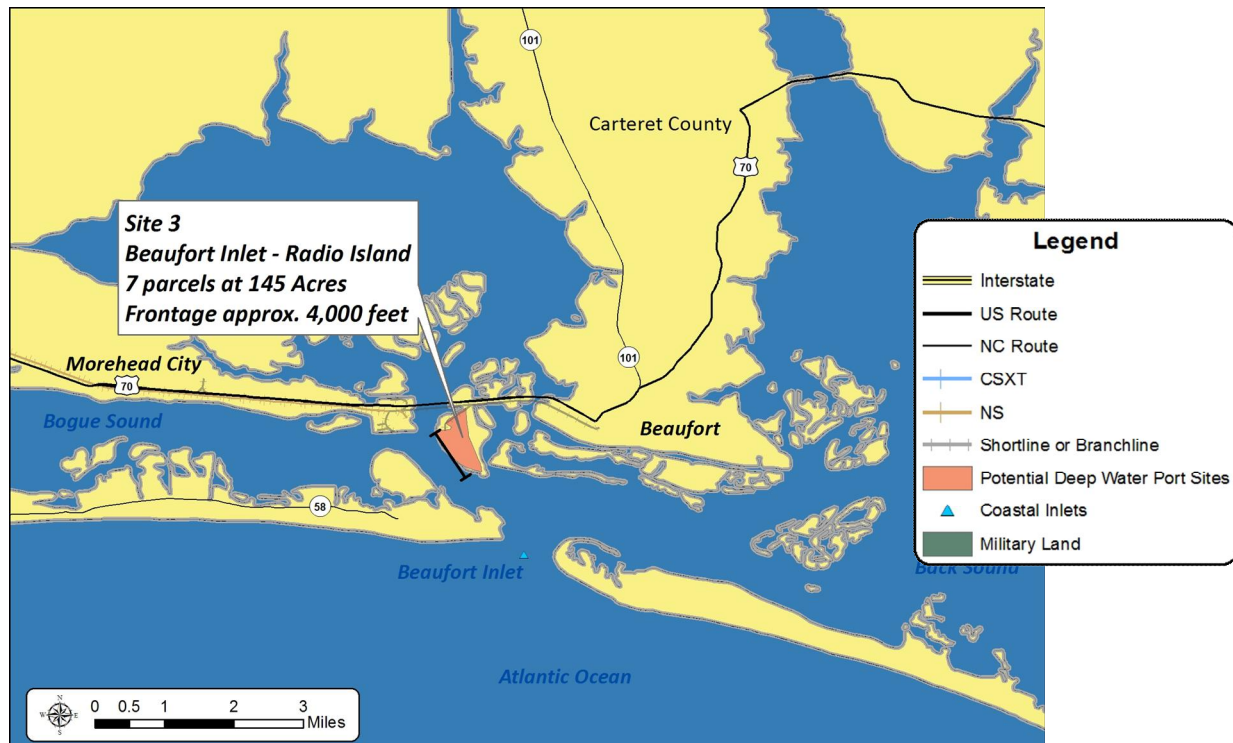 101
Carteret County
70
Site 3
Beaufort Inlet - Radio Island
7 parcels at 145 Acres
Frontage approx. 4,000 feet
Legend
Interstate
US Route
NC Route
CSXT
NS
Shortline or Branchline
Potential Deep Water Port Sites
Coastal Inlets
Military Land
Morehead City
70
101
Bogue Sound
Beaufort
58
Beaufort Inlet
Back Sound
Atlantic Ocean
N
W E
S
0 0.5 1 2 3
Miles